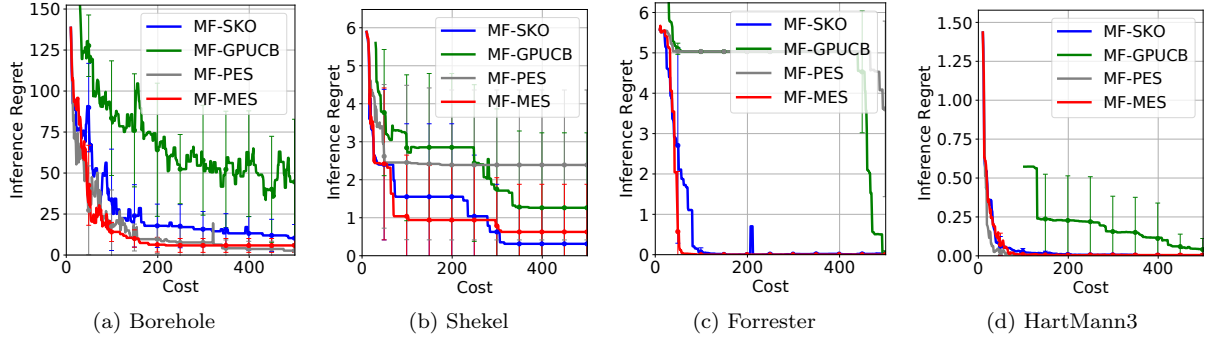 Inference Regret
150
125
100
75
50
25
0
0 200 400
Cost
MF-SKO
MF-GPUCB
MF-PES
MF-MES
(a) Borehole
Inference Regret
6
5
4
3
2
1
0
0 200 400
Cost
MF-SKO
MF-GPUCB
MF-PES
MF-MES
(b) Shekel
Inference Regret
6
5
4
3
2
1
0
0 200 400
Cost
MF-SKO
MF-GPUCB
MF-PES
MF-MES
(c) Forrester
Inference Regret
1.50
1.25
1.00
0.75
0.50
0.25
0.00
0 200 400
Cost
MF-SKO
MF-GPUCB
MF-PES
MF-MES
(d) HartMann3